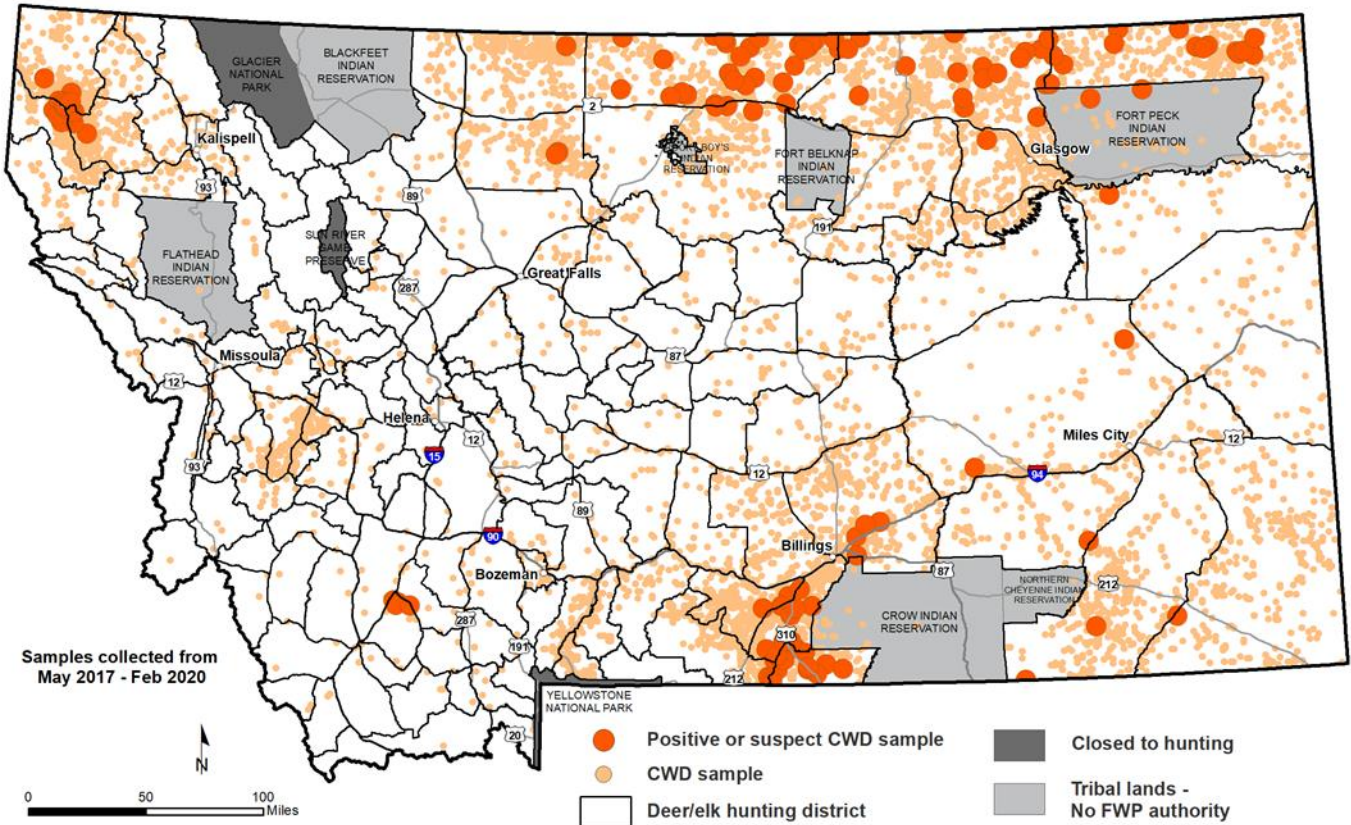 GLACIER
NATIONAL
PARK
BLACKFEET
INDIAN
RESERVATION
2
Kalispell
BOY'S
INDIAN
RESERVATION
FORT BELKNAP
INDIAN
RESERVATION
FORT PECK
INDIAN
RESERVATION
Glasgow
93
89
191
FLATHEAD
INDIAN
RESERVATION
SUN RIVER
GAME
PRESERVE
287
Great Falls
Missoula
12
87
Helena
12
15
93
Miles City
12
12
94
89
90
Billings
Bozeman
87
NORTHERN
CHEYENNE INDIAN
RESERVATION
212
CROW INDIAN
RESERVATION
287
191
310
212
20
Samples collected from
May 2017 - Feb 2020
N
0 50 100
Miles
YELLOWSTONE
NATIONAL PARK
Positive or suspect CWD sample
CWD sample
Deer/elk hunting district
Closed to hunting
Tribal lands -
No FWP authority